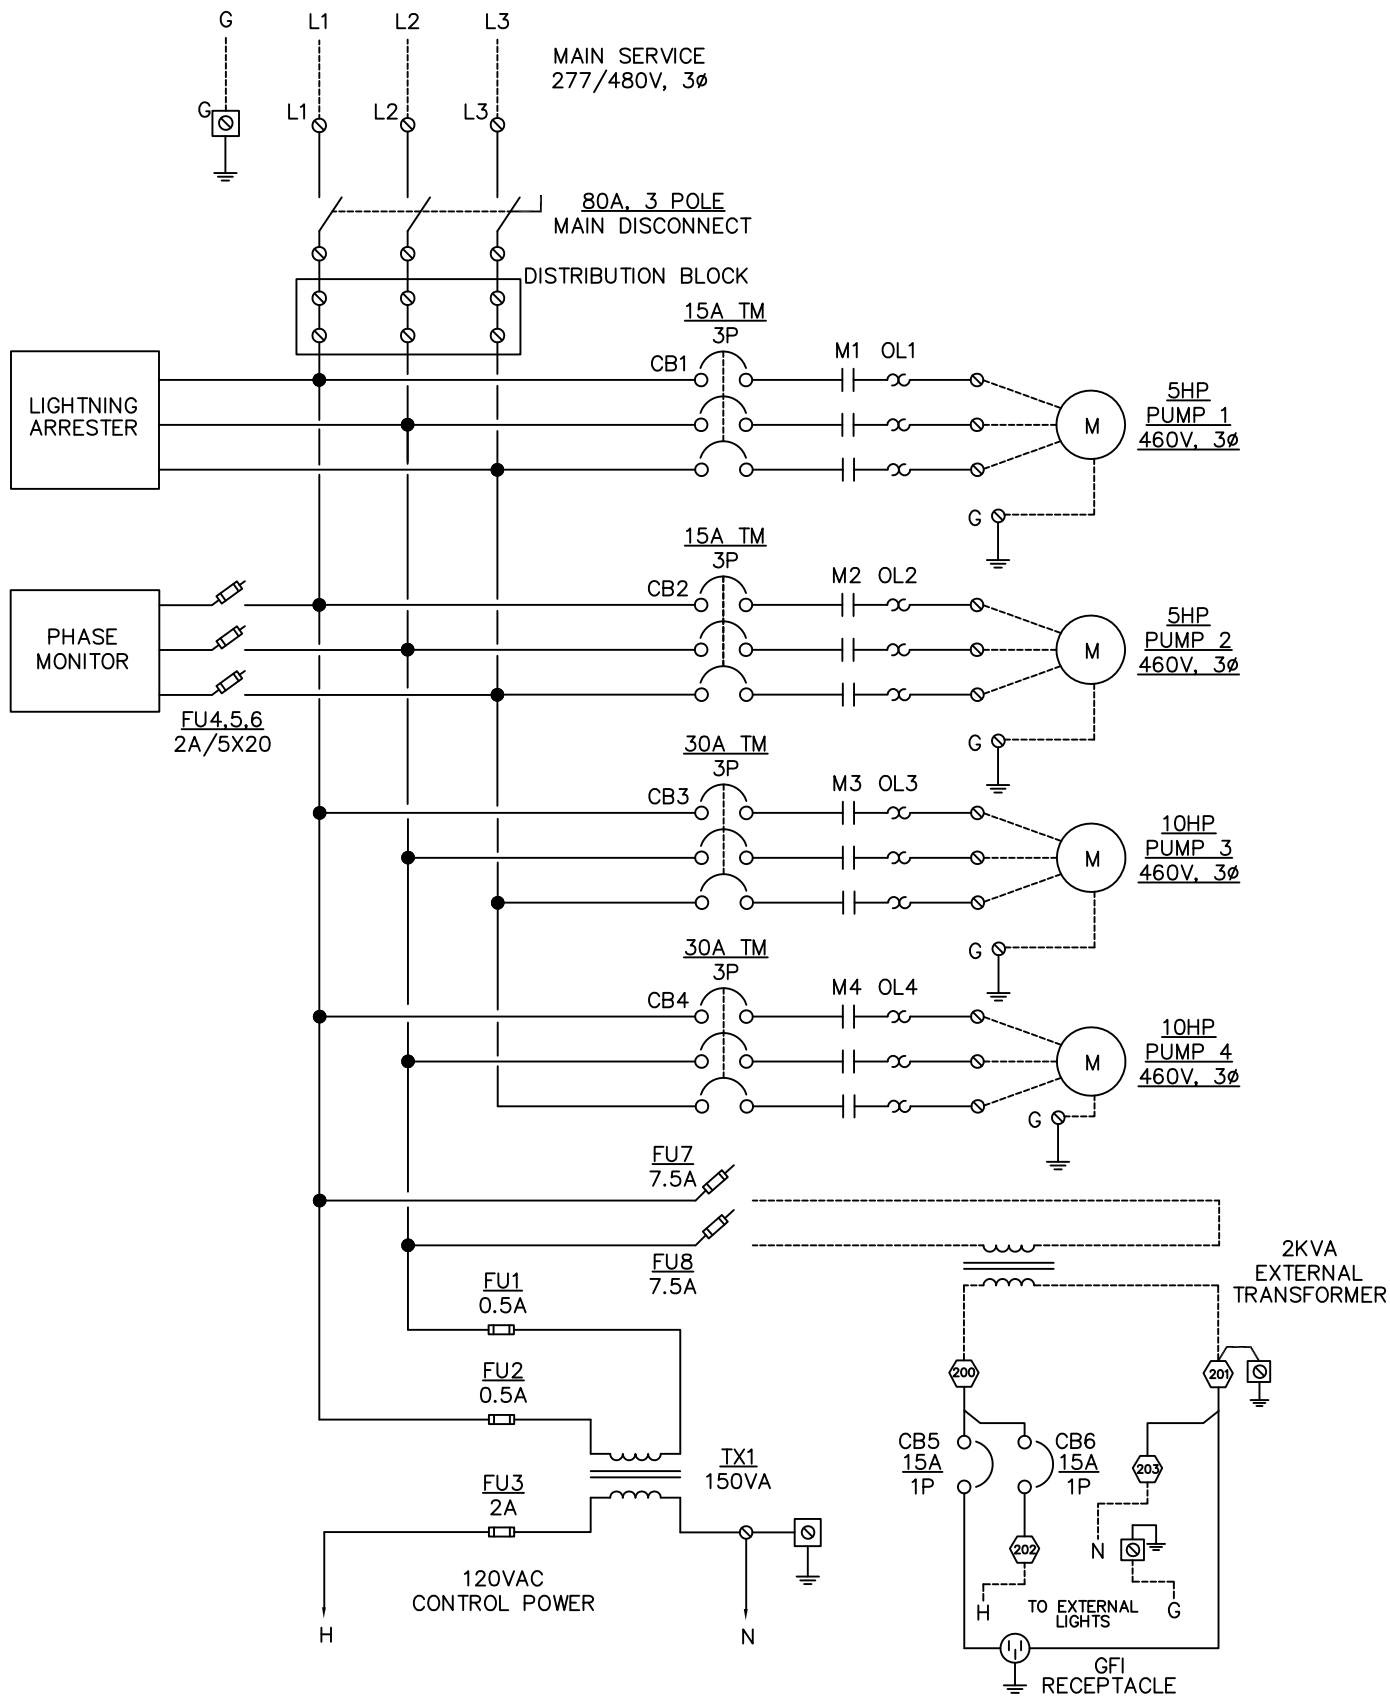 G
L1
L2
L3
MAIN SERVICE
277/480V, 3ø
G
L1
L2
L3
80A, 3 POLE
MAIN DISCONNECT
DISTRIBUTION BLOCK
15A TM
3P
CB1
M1
OL1
LIGHTNING
ARRESTER
M
5HP
PUMP 1
460V, 3ø
G
15A TM
3P
CB2
M2
OL2
PHASE
MONITOR
M
5HP
PUMP 2
460V, 3ø
FU4,5,6
2A/5X20
G
30A TM
3P
CB3
M3
OL3
M
10HP
PUMP 3
460V, 3ø
G
30A TM
3P
CB4
M4
OL4
M
10HP
PUMP 4
460V, 3ø
G
FU7
7.5A
FU8
7.5A
2KVA
EXTERNAL
TRANSFORMER
FU1
0.5A
FU2
0.5A
TX1
150VA
FU3
2A
120VAC
CONTROL POWER
H
N
200
201
CB5
15A
1P
CB6
15A
1P
203
202
N
H
TO EXTERNAL
LIGHTS
G
GFI
RECEPTACLE